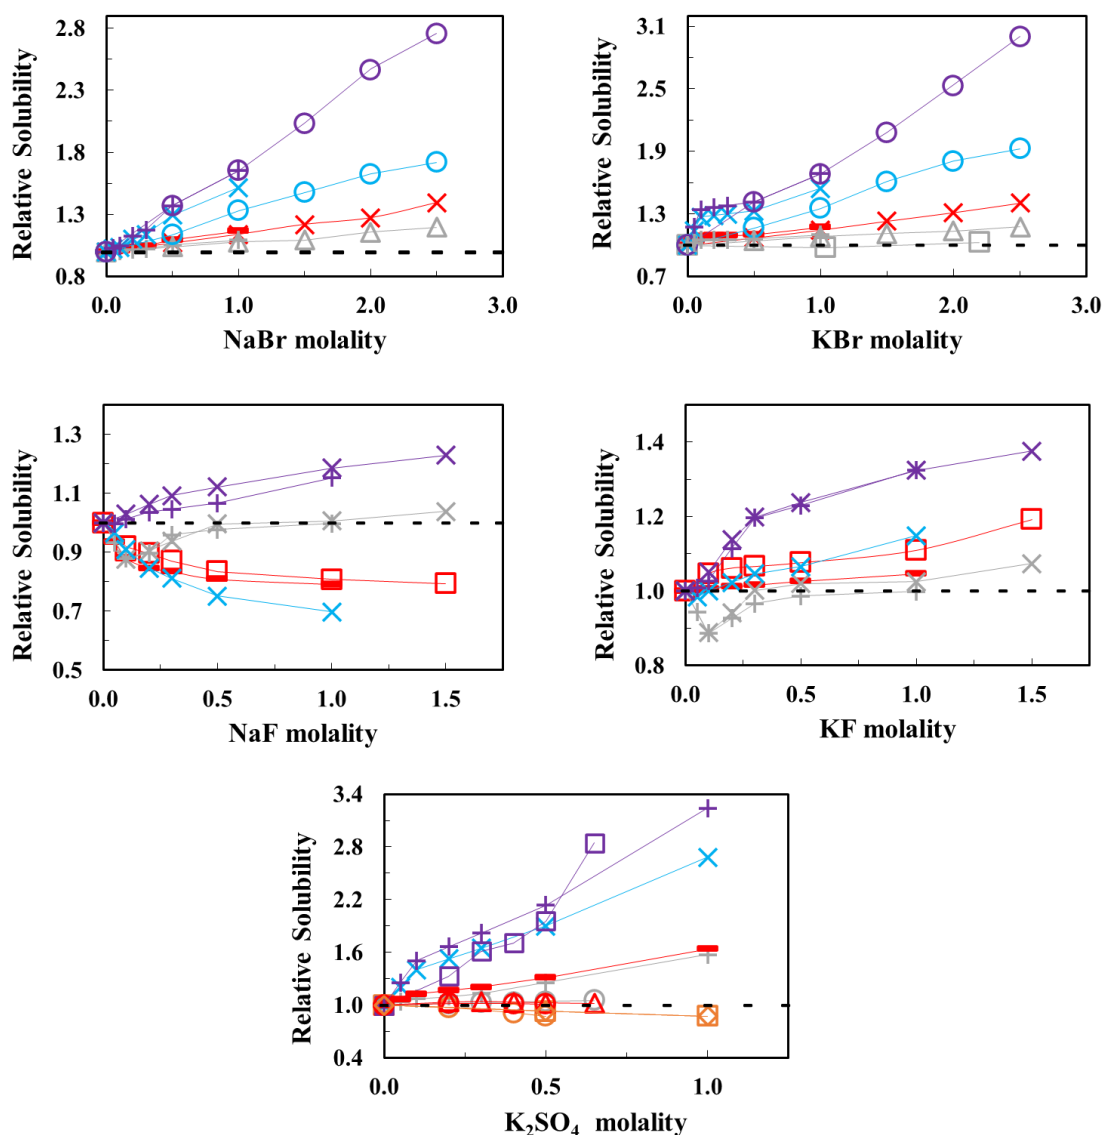 Relative Solubility
2.8
2.3
1.8
1.3
0.8
0.0 1.0 2.0 3.0
NaBr molality
Relative Solubility
3.1
2.5
1.9
1.3
0.7
0.0 1.0 2.0 3.0
KBr molality
Relative Solubility
1.3
1.1
0.9
0.7
0.5
0.0 0.5 1.0 1.5
NaF molality
Relative Solubility
1.4
1.2
1.0
0.8
0.0 0.5 1.0 1.5
KF molality
Relative Solubility
3.4
2.8
2.2
1.6
1.0
0.4
0.0 0.5 1.0
K₂SO₄ molality